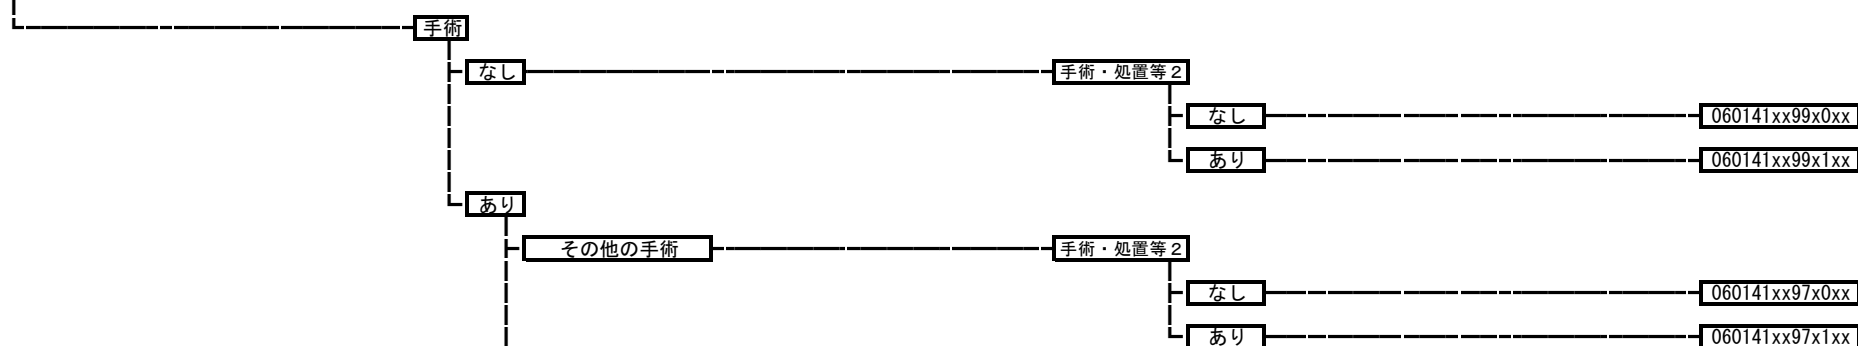 手術
なし 手術・処置等２
なし 060141xx99x0xx
あり 060141xx99x1xx
あり
その他の手術 手術・処置等２
なし 060141xx97x0xx
あり 060141xx97x1xx